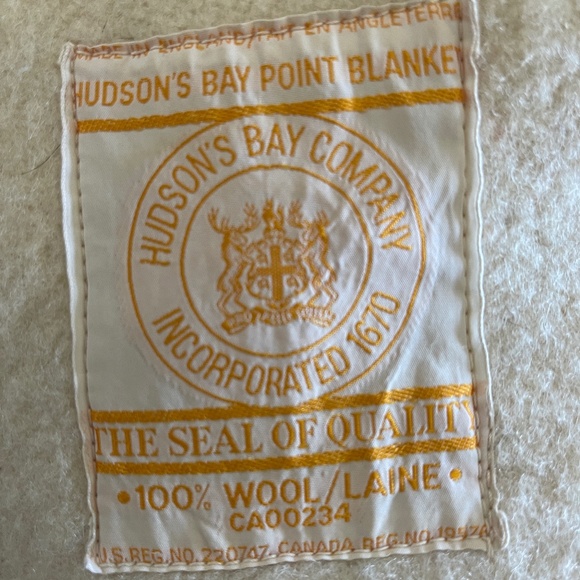 MADE IN ENGLAND/FAIT EN ANGLETERRE
HUDSON'S BAY POINT BLANKET
HUDSON'S BAY COMPANY
INCORPORATED 1670
THE SEAL OF QUALITY
• 100% WOOL/LAINE •
CA00234
U.S. REG. NO. 220747. CANADA REG. NO.